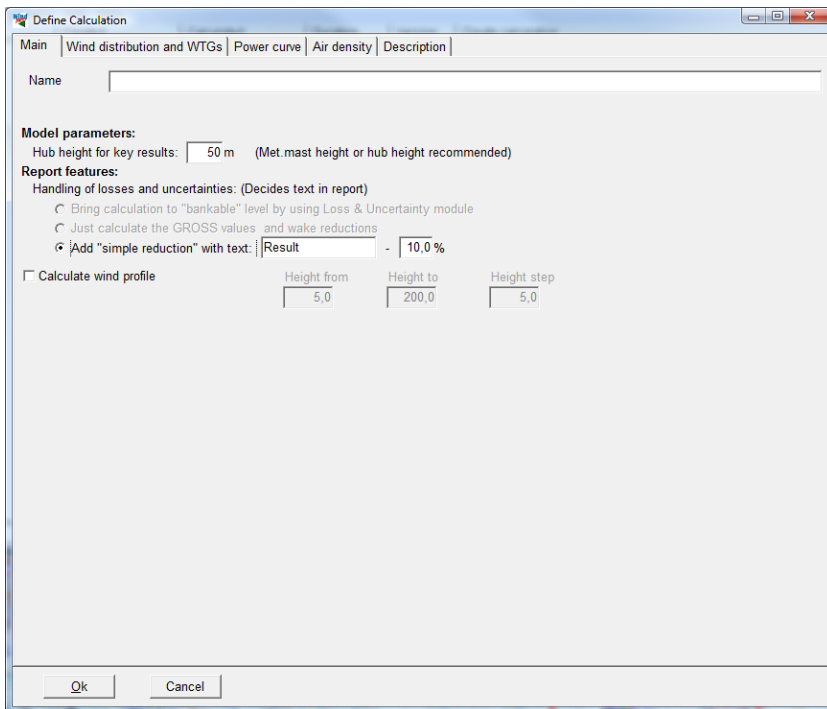 Define Calculation
Main Wind distribution and WTGs Power curve Air density Description
Name
Model parameters:
Hub height for key results: 50 m (Met.mast height or hub height recommended)
Report features:
Handling of losses and uncertainties: (Decides text in report)
Bring calculation to "bankable" level by using Loss & Uncertainty module
Just calculate the GROSS values and wake reductions
Add "simple reduction" with text: Result - 10,0 %
Calculate wind profile Height from Height to Height step
5,0 200,0 5,0
Ok Cancel